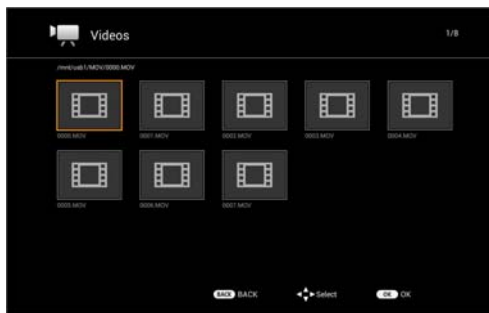 Videos 1/8
/mnt/usb1/MOV/0000.MOV
0000.MOV 0001.MOV 0002.MOV 0003.MOV 0004.MOV
0005.MOV 0006.MOV 0007.MOV
BACK BACK Select OK OK